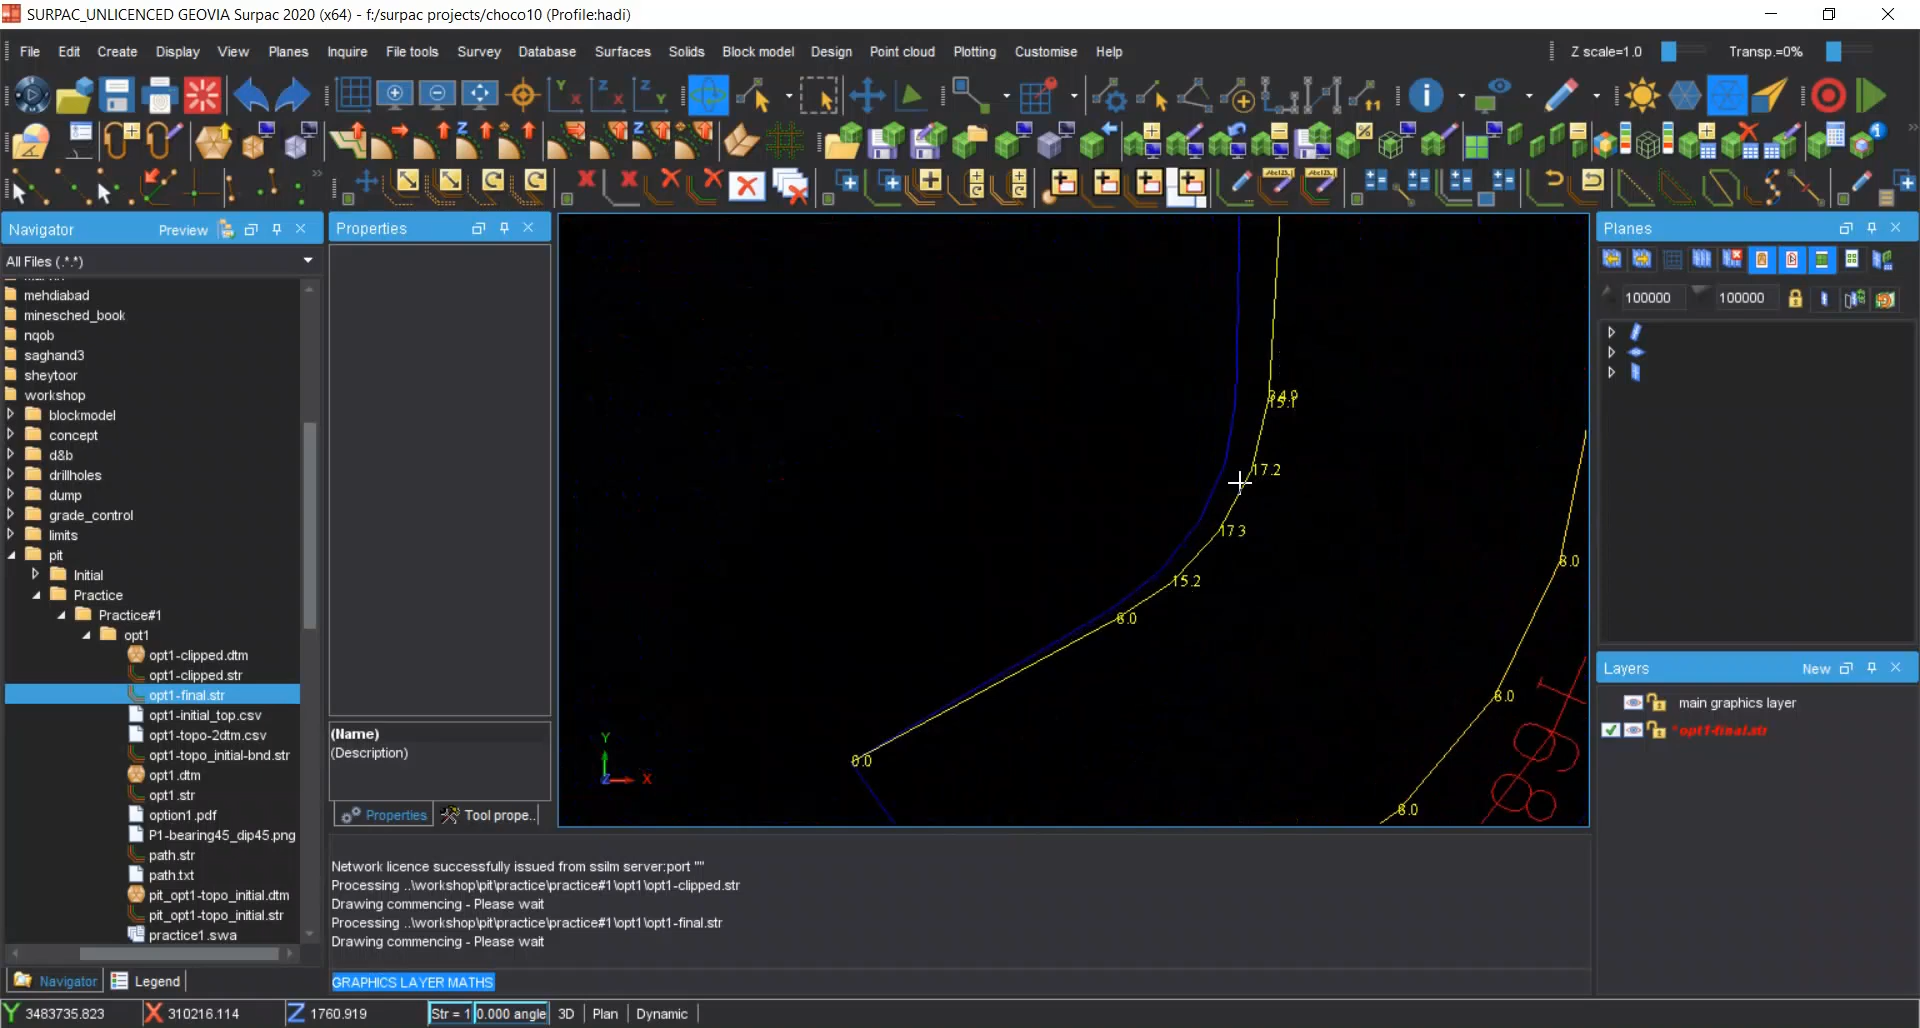 SURPAC_UNLICENCED GEOVIA Surpac 2020 (x64) - f:/surpac projects/choco10 (Profile:hadi)
File Edit Create Display View Planes Inquire File tools Survey Database Surfaces Solids Block model Design Point cloud Plotting Customise Help
Z scale=1.0 Transp.=0%
Navigator Preview
All Files (.*.*)
mehdiabad
minesched_book
nqob
saghand3
sheytoor
workshop
blockmodel
concept
d&b
drillholes
dump
grade_control
limits
pit
Initial
Practice
Practice#1
opt1
opt1-clipped.dtm
opt1-clipped.str
opt1-final.str
opt1-initial_top.csv
opt1-topo-2dtm.csv
opt1-topo_initial-bnd.str
opt1.dtm
opt1.str
option1.pdf
P1-bearing45_dip45.png
path.str
path.txt
pit_opt1-topo_initial.dtm
pit_opt1-topo_initial.str
practice1.swa
Navigator Legend
Properties
(Name)
(Description)
Properties Tool prope..
15.1
17.2
17.3
15.2
0.0
8.0
8.0
8.0
Y
Z X
Network licence successfully issued from ssilm server:port ""
Processing ..\workshop\pit\practice\practice#1\opt1\opt1-clipped.str
Drawing commencing - Please wait
Processing ..\workshop\pit\practice\practice#1\opt1\opt1-final.str
Drawing commencing - Please wait
GRAPHICS LAYER MATHS
Planes
100000 100000
Layers New
main graphics layer
*opt1-final.str
Y 3483735.823 X 310216.114 Z 1760.919 Str = 1 0.000 angle 3D Plan Dynamic